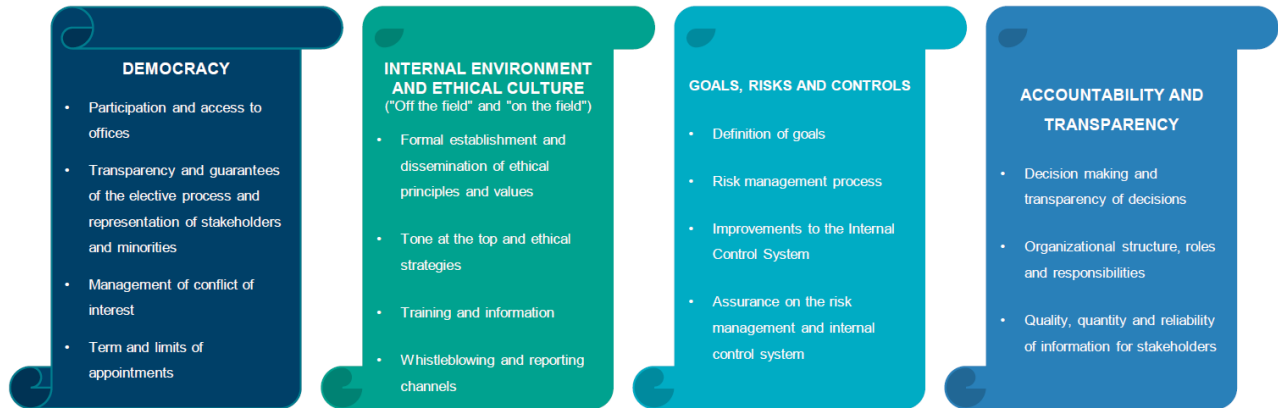 DEMOCRACY
• Participation and access to
offices
• Transparency and guarantees
of the elective process and
representation of stakeholders
and minorities
• Management of conflict of
interest
• Term and limits of
appointments
INTERNAL ENVIRONMENT
AND ETHICAL CULTURE
("Off the field" and "on the field")
• Formal establishment and
dissemination of ethical
principles and values
• Tone at the top and ethical
strategies
• Training and information
• Whistleblowing and reporting
channels
GOALS, RISKS AND CONTROLS
• Definition of goals
• Risk management process
• Improvements to the Internal
Control System
• Assurance on the risk
management and internal
control system
ACCOUNTABILITY AND
TRANSPARENCY
• Decision making and
transparency of decisions
• Organizational structure, roles
and responsibilities
• Quality, quantity and reliability
of information for stakeholders